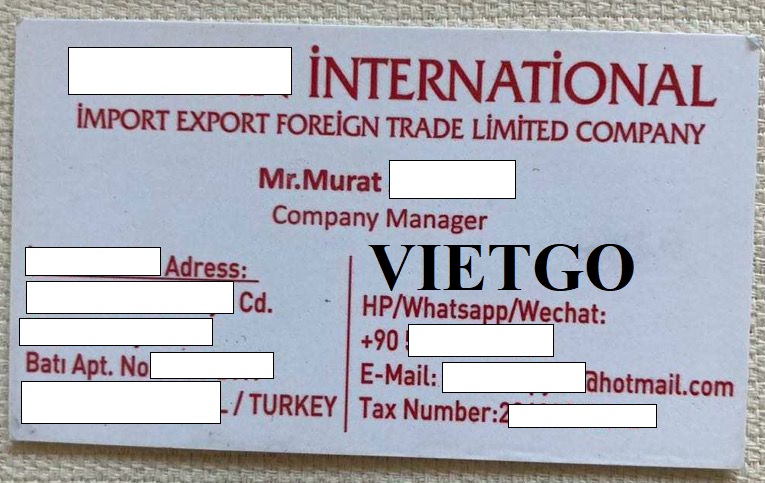 İNTERNATİONAL
İMPORT EXPORT FOREİGN TRADE LİMİTED COMPANY
Mr.Murat
Company Manager
Adress:
Cd.
Batı Apt. No
/ TURKEY
VIETGO
HP/Whatsapp/Wechat:
+90
E-Mail: @hotmail.com
Tax Number:2